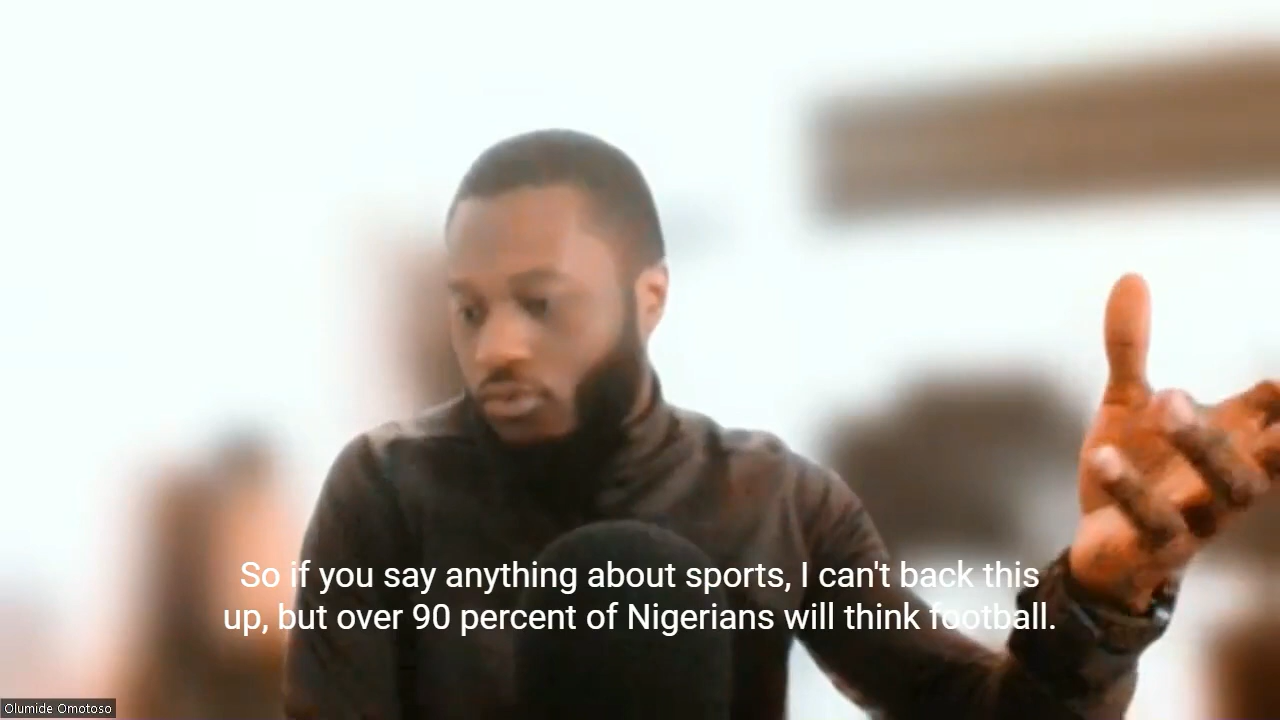 So if you say anything about sports, I can't back this
up, but over 90 percent of Nigerians will think football.
Olumide Omotoso